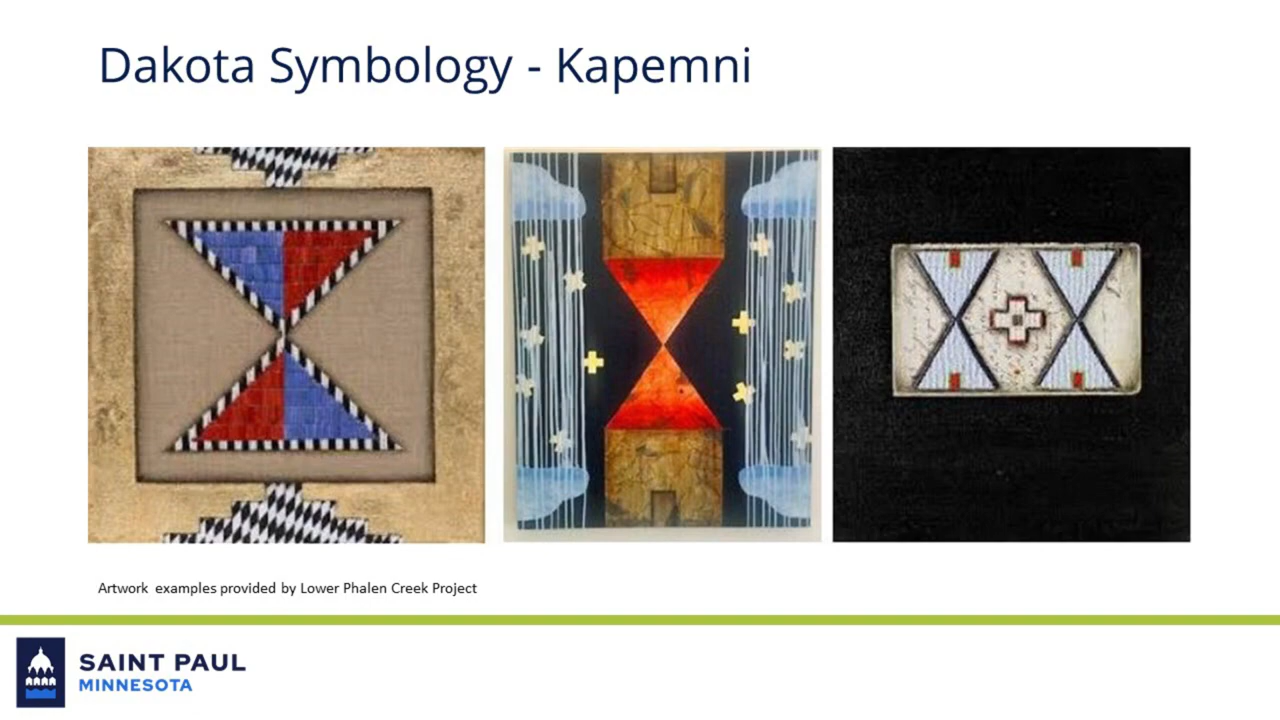 Dakota Symbology - Kapemni
Artwork examples provided by Lower Phalen Creek Project
SAINT PAUL
MINNESOTA